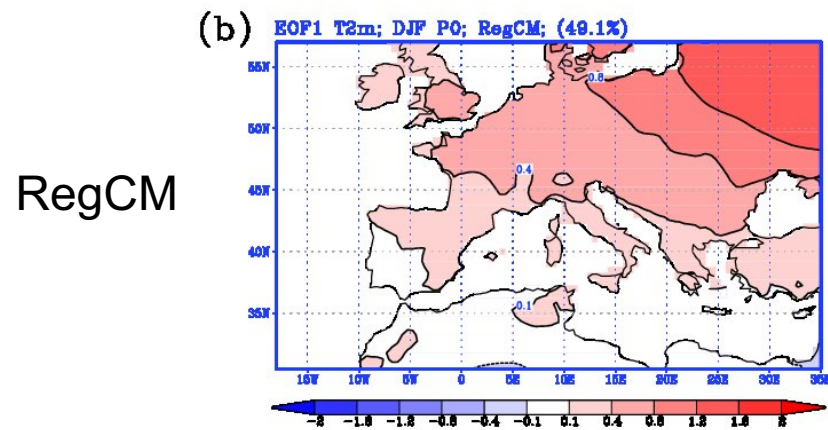 (b) EOF1 T2m; DJF P0; RegCM; (49.1%)
RegCM
55N
50N
45N
40N
35N
0.8
0.4
0.1
15W 10W 5W 0 5E 10E 15E 20E 25E 30E 35E
-2 -1.6 -1.2 -0.8 -0.4 -0.1 0.1 0.4 0.8 1.2 1.6 2